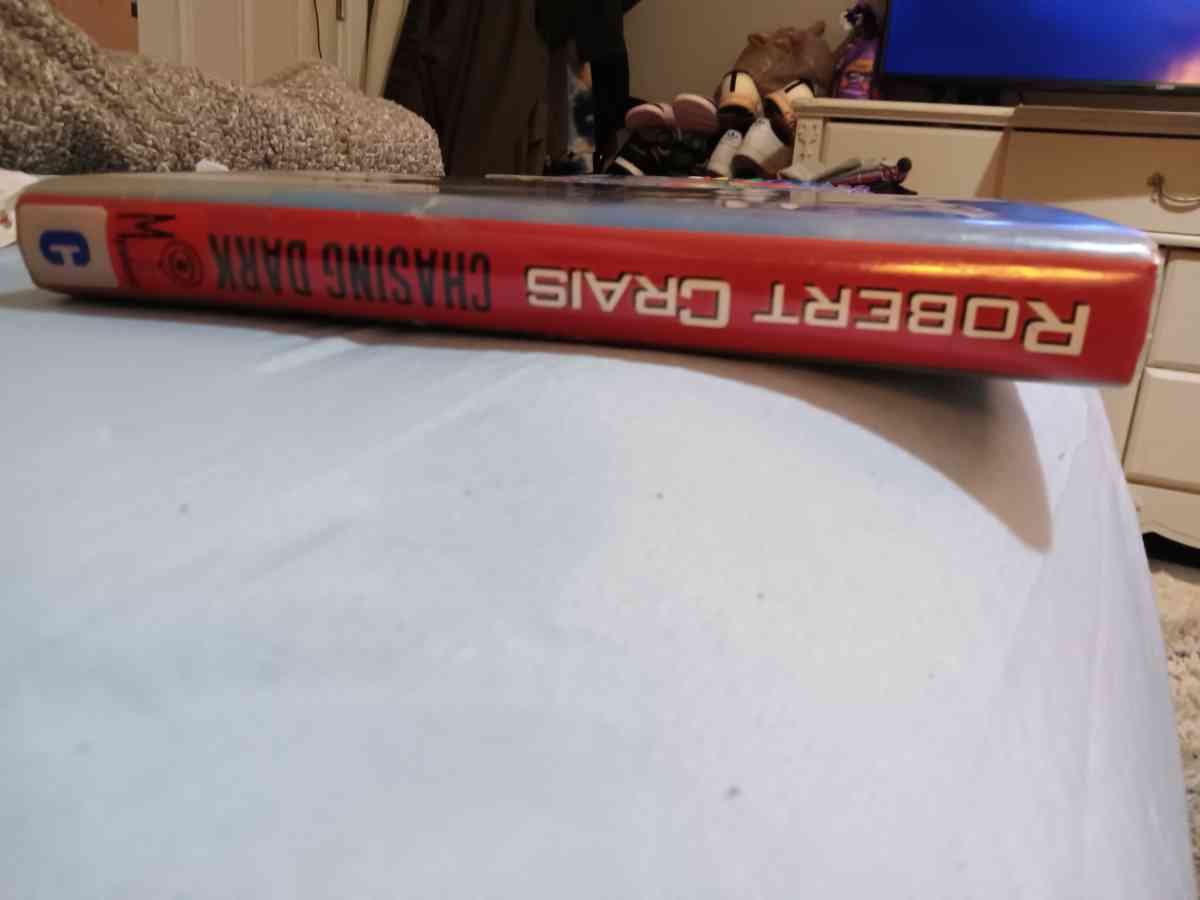 ROBERT CRAIS
CHASING DARK
M
C